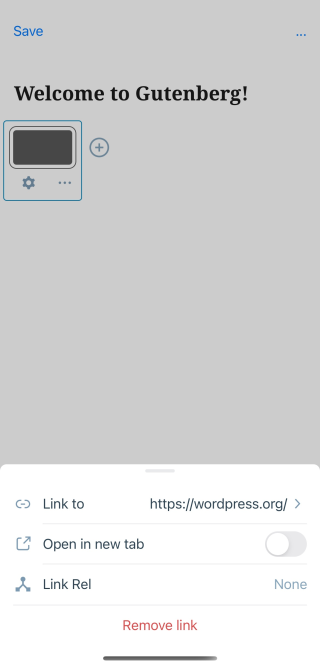 Save ...
Welcome to Gutenberg!
Link to https://wordpress.org/
Open in new tab
Link Rel None
Remove link